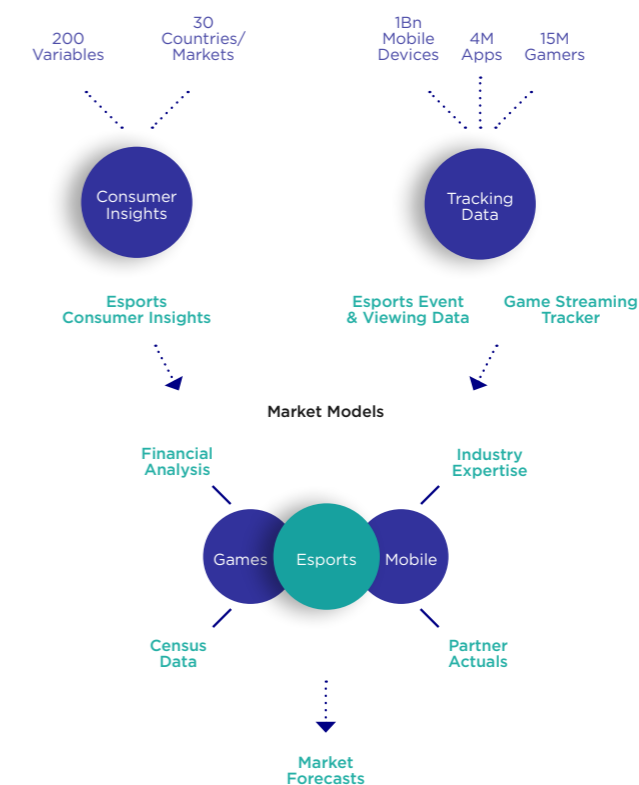 200
Variables
30
Countries/
Markets
1Bn
Mobile
Devices
4M
Apps
15M
Gamers
Consumer
Insights
Tracking
Data
Esports
Consumer Insights
Esports Event
& Viewing Data
Game Streaming
Tracker
Market Models
Financial
Analysis
Industry
Expertise
Games
Esports
Mobile
Census
Data
Partner
Actuals
Market
Forecasts